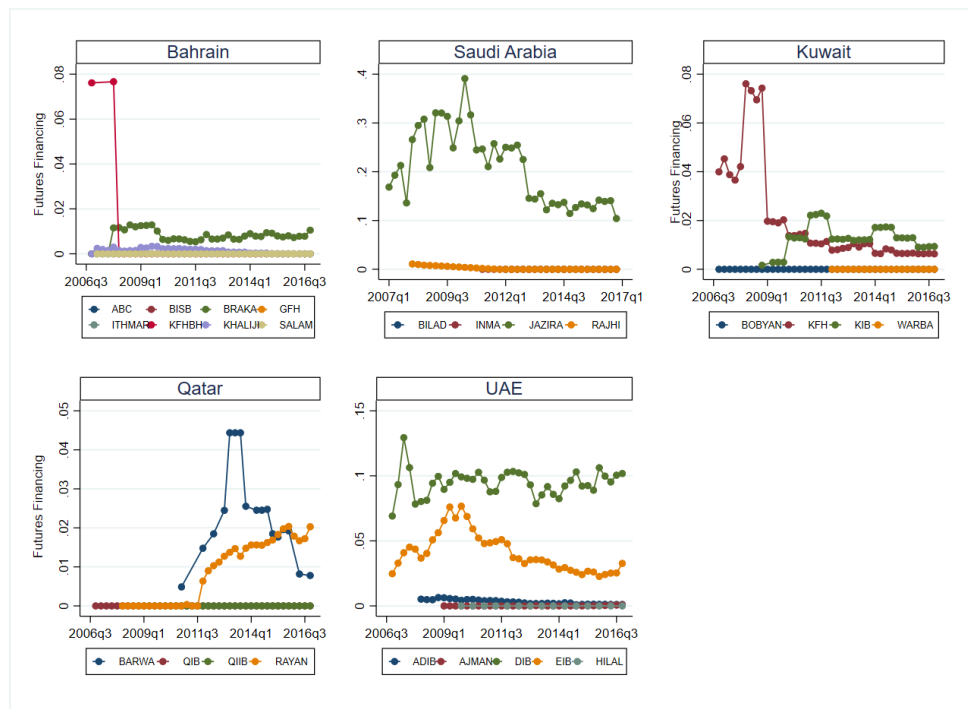 Bahrain
Futures Financing
.08
.06
.04
.02
0
2006q3 2009q1 2011q3 2014q1 2016q3
ABC BISB BRAKA GFH
ITHMAR KFHBH KHALIJI SALAM
Saudi Arabia
.4
.3
.2
.1
0
2007q1 2009q3 2012q1 2014q3 2017q1
BILAD INMA JAZIRA RAJHI
Kuwait
Futures Financing
.08
.06
.04
.02
0
2006q3 2009q1 2011q3 2014q1 2016q3
BOBYAN KFH KIB WARBA
Qatar
Futures Financing
.05
.04
.03
.02
.01
0
2006q3 2009q1 2011q3 2014q1 2016q3
BARWA QIB QIIB RAYAN
UAE
.15
.1
.05
0
2006q3 2009q1 2011q3 2014q1 2016q3
ADIB AJMAN DIB EIB HILAL